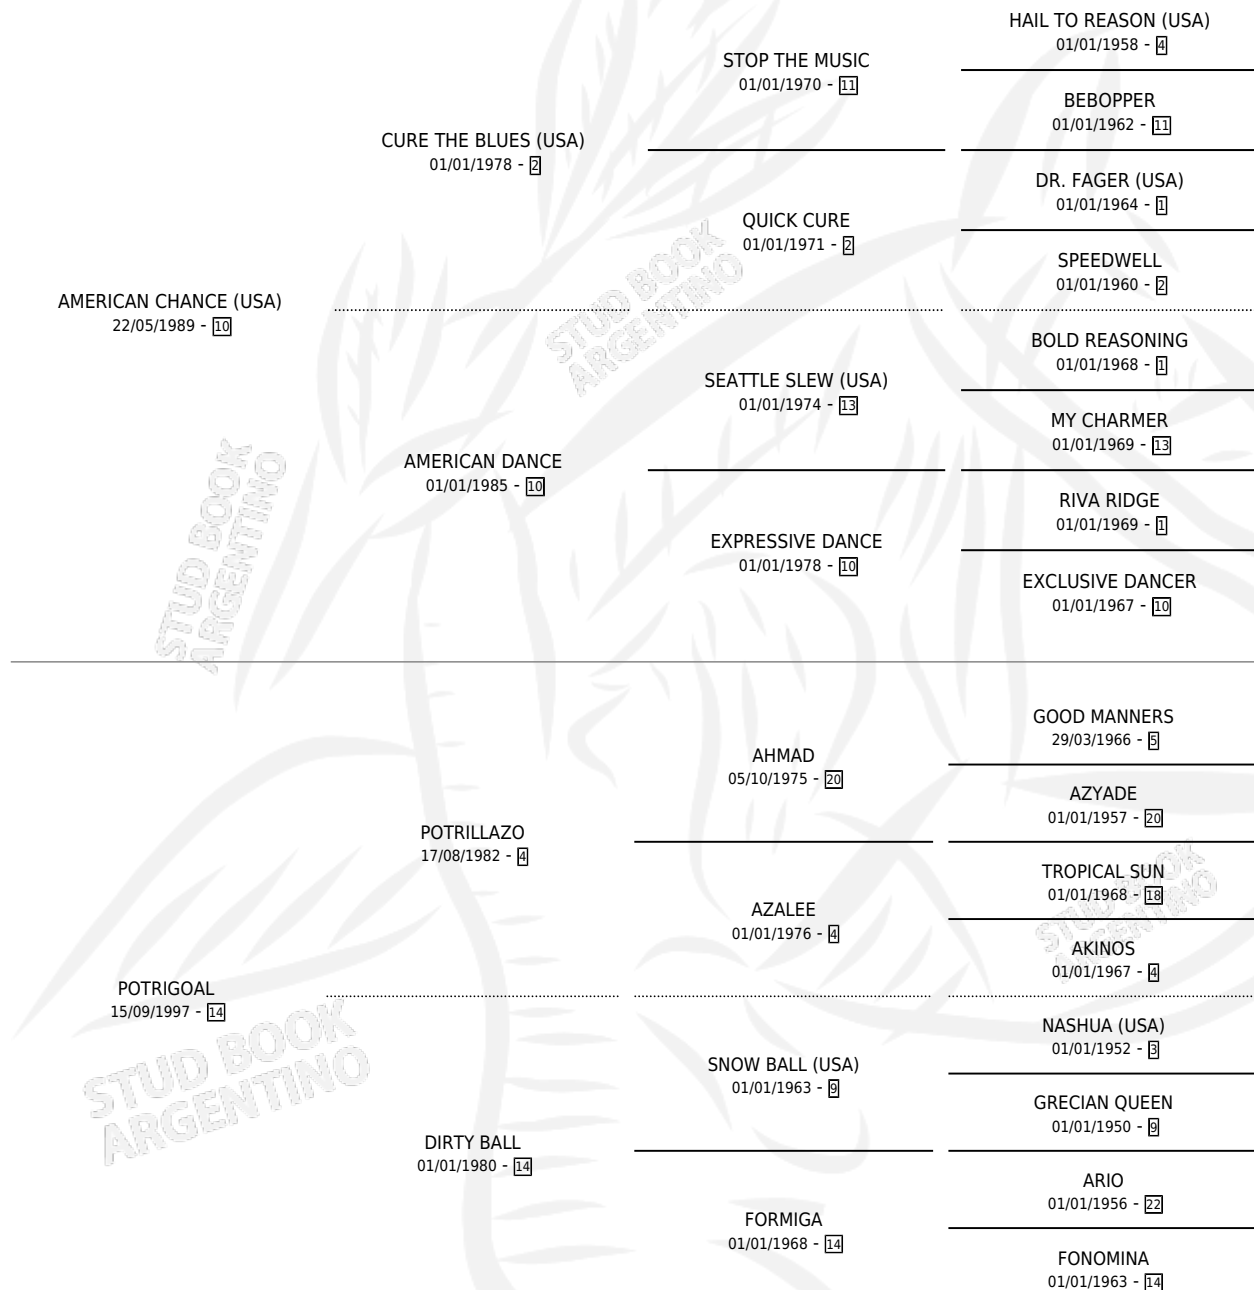 HAIL TO REASON (USA)
01/01/1958 - 4
STOP THE MUSIC
01/01/1970 - 11
BEBOPPER
01/01/1962 - 11
CURE THE BLUES (USA)
01/01/1978 - 2
DR. FAGER (USA)
01/01/1964 - 1
QUICK CURE
01/01/1971 - 2
SPEEDWELL
01/01/1960 - 2
AMERICAN CHANCE (USA)
22/05/1989 - 10
BOLD REASONING
01/01/1968 - 1
SEATTLE SLEW (USA)
01/01/1974 - 13
MY CHARMER
01/01/1969 - 13
AMERICAN DANCE
01/01/1985 - 10
RIVA RIDGE
01/01/1969 - 1
EXPRESSIVE DANCE
01/01/1978 - 10
EXCLUSIVE DANCER
01/01/1967 - 10
GOOD MANNERS
29/03/1966 - 5
AHMAD
05/10/1975 - 20
AZYADE
01/01/1957 - 20
POTRILLAZO
17/08/1982 - 4
TROPICAL SUN
01/01/1968 - 18
AZALEE
01/01/1976 - 4
AKINOS
01/01/1967 - 4
POTRIGOAL
15/09/1997 - 14
NASHUA (USA)
01/01/1952 - 3
SNOW BALL (USA)
01/01/1963 - 9
GRECIAN QUEEN
01/01/1950 - 9
DIRTY BALL
01/01/1980 - 14
ARIO
01/01/1956 - 22
FORMIGA
01/01/1968 - 14
FONOMINA
01/01/1963 - 14
STUD BOOK
ARGENTINO
STUD BOOK
ARGENTINO
STUD BOOK
ARGENTINO
STUD BOOK
ARGENTINO